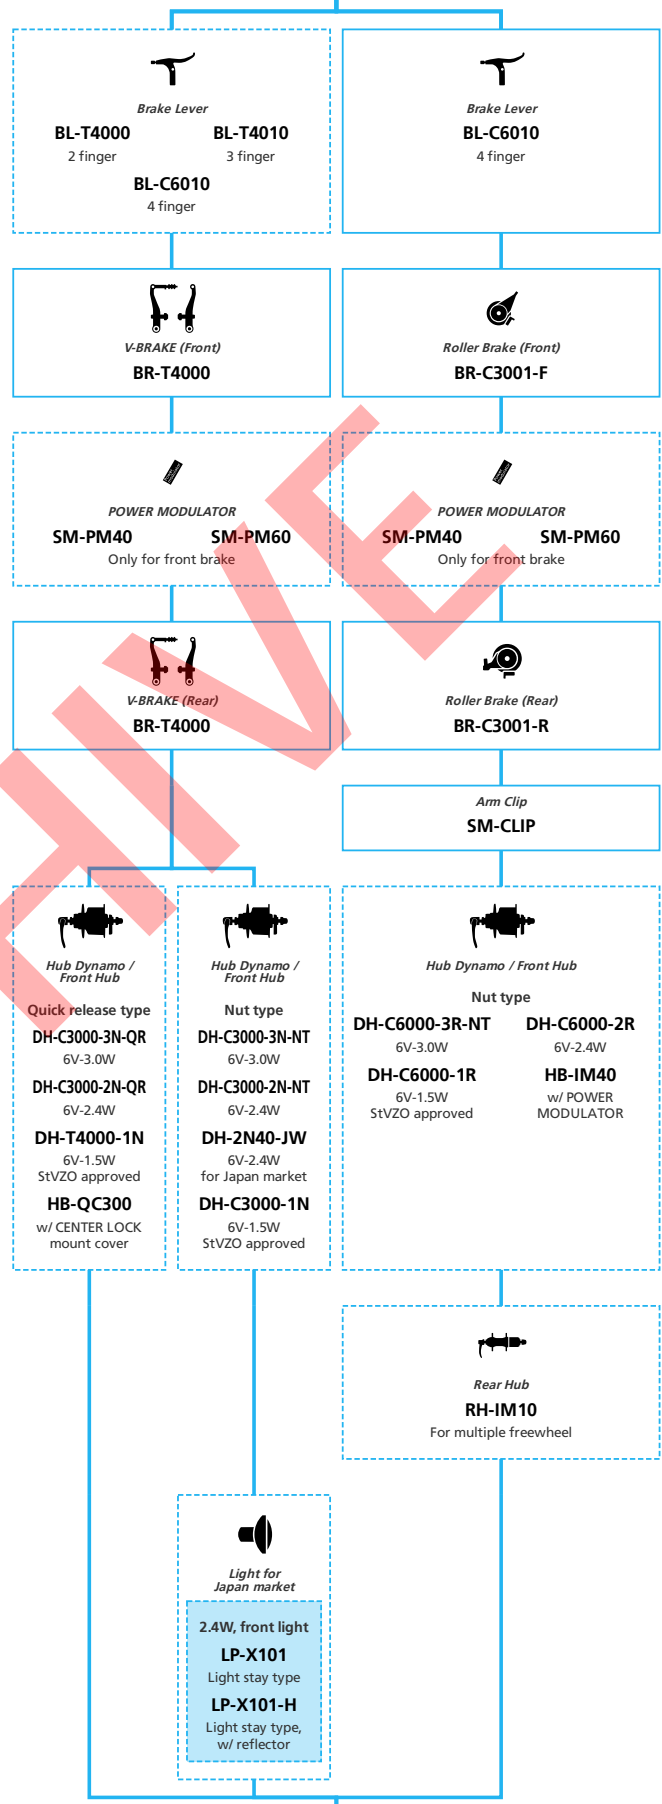 Brake Lever
BL-T4000 BL-T4010
2 finger 3 finger
BL-C6010
4 finger
Brake Lever
BL-C6010
4 finger
V-BRAKE (Front)
BR-T4000
Roller Brake (Front)
BR-C3001-F
POWER MODULATOR
SM-PM40 SM-PM60
Only for front brake
POWER MODULATOR
SM-PM40 SM-PM60
Only for front brake
V-BRAKE (Rear)
BR-T4000
Roller Brake (Rear)
BR-C3001-R
Arm Clip
SM-CLIP
Hub Dynamo /
Front Hub
Quick release type
DH-C3000-3N-QR
6V-3.0W
DH-C3000-2N-QR
6V-2.4W
DH-T4000-1N
6V-1.5W
StVZO approved
HB-QC300
w/ CENTER LOCK
mount cover
Hub Dynamo /
Front Hub
Nut type
DH-C3000-3N-NT
6V-3.0W
DH-C3000-2N-NT
6V-2.4W
DH-2N40-JW
6V-2.4W
for Japan market
DH-C3000-1N
6V-1.5W
StVZO approved
Hub Dynamo / Front Hub
Nut type
DH-C6000-3R-NT DH-C6000-2R
6V-3.0W 6V-2.4W
DH-C6000-1R HB-IM40
6V-1.5W w/ POWER
StVZO approved MODULATOR
Rear Hub
RH-IM10
For multiple freewheel
Light for
Japan market
2.4W, front light
LP-X101
Light stay type
LP-X101-H
Light stay type,
w/ reflector
HIVE